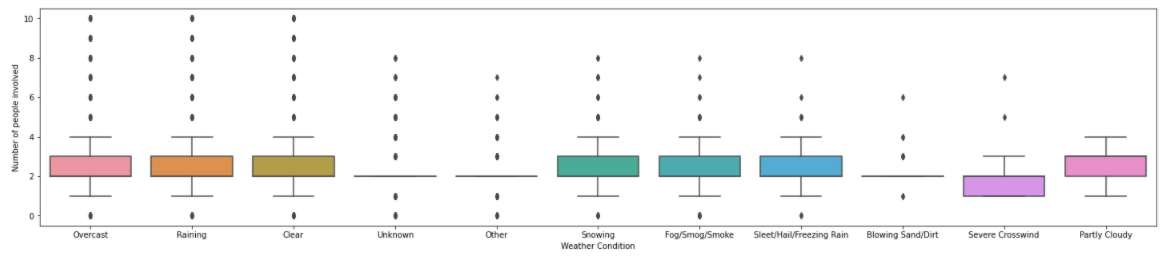 Number of people involved
10
8
6
4
2
0
Overcast Raining Clear Unknown Other Snowing Fog/Smog/Smoke Sleet/Hail/Freezing Rain Blowing Sand/Dirt Severe Crosswind Partly Cloudy
Weather Condition